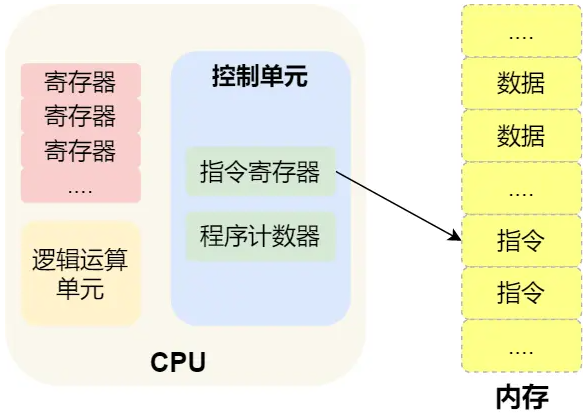 寄存器
寄存器
寄存器
....
逻辑运算
单元
控制单元
指令寄存器
程序计数器
CPU
....
数据
数据
....
指令
指令
....
内存